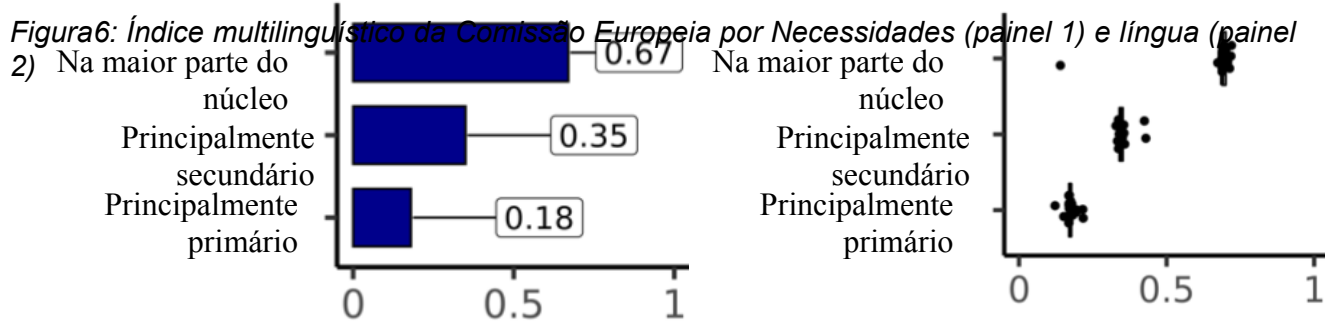 Figura6: Índice multilinguístico da Comissão Europeia por Necessidades (painel 1) e língua (painel
2)
Na maior parte do
núcleo
Principalmente
secundário
Principalmente
primário
0.67
0.35
0.18
0 0.5 1
Na maior parte do
núcleo
Principalmente
secundário
Principalmente
primário
0 0.5 1